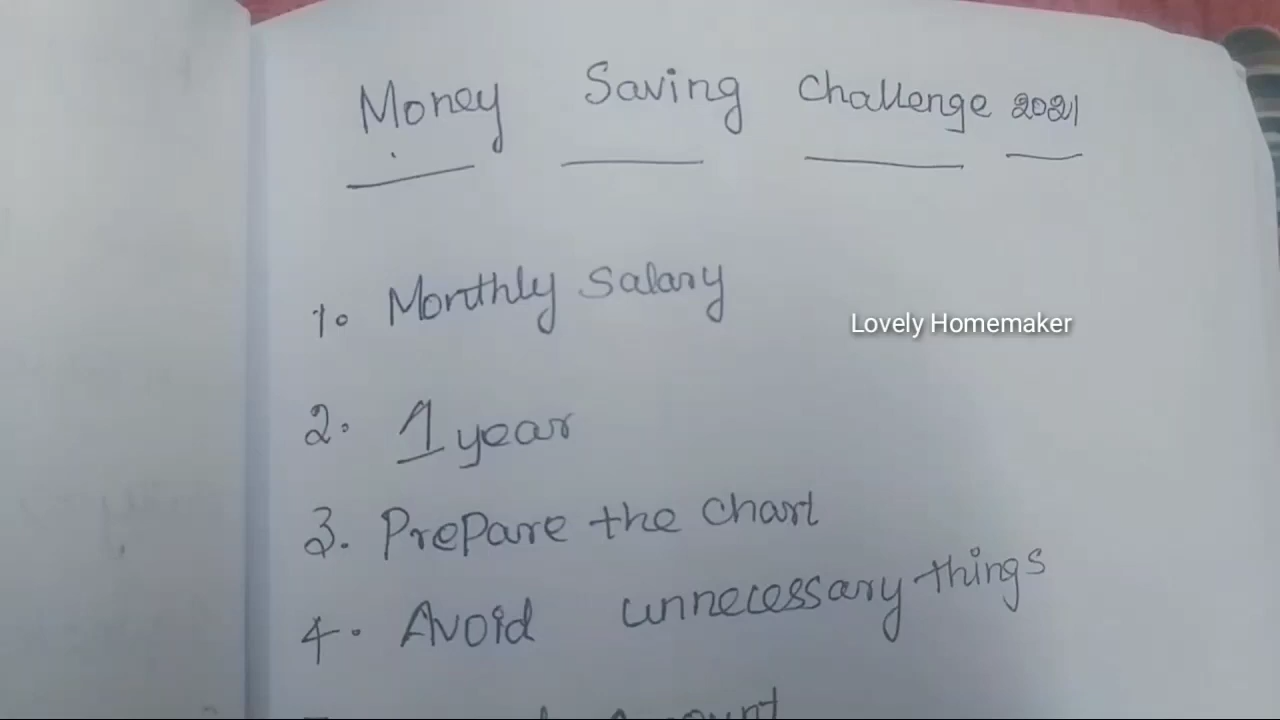 Money Saving Challenge 2021
1. Monthly Salary
Lovely Homemaker
2. 1 year
3. Prepare the chart
4. Avoid unnecessary things